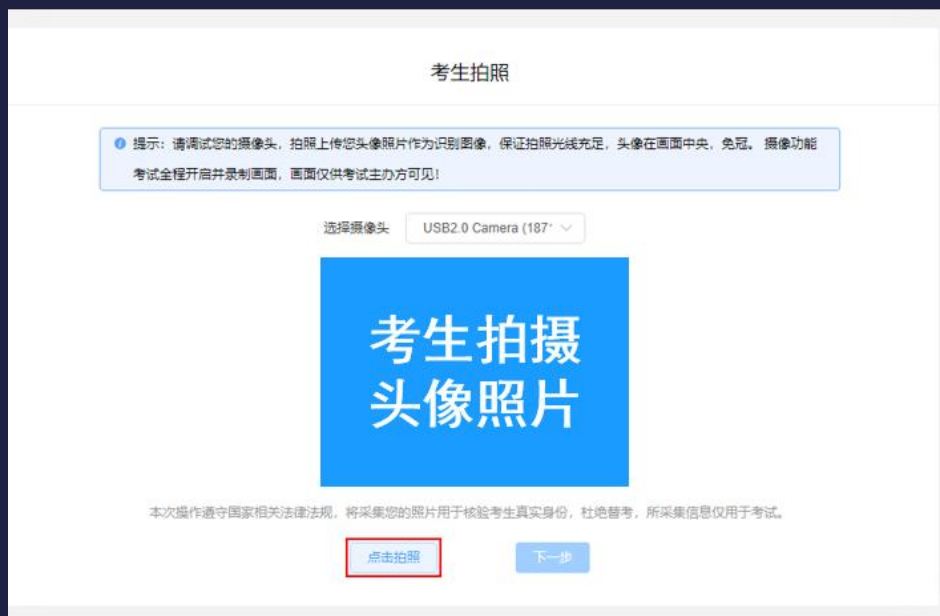 考生拍照
提示：请调试您的摄像头，拍照上传您头像照片作为识别图像，保证拍照光线充足，头像在画面中央，免冠。 摄像功能
考试全程开启并录制画面，画面仅供考试主办方可见！
选择摄像头 USB2.0 Camera (187
考生拍摄
头像照片
本次操作遵守国家相关法律法规，将采集您的照片用于核验考生真实身份，杜绝替考，所采集信息仅用于考试。
点击拍照 下一步